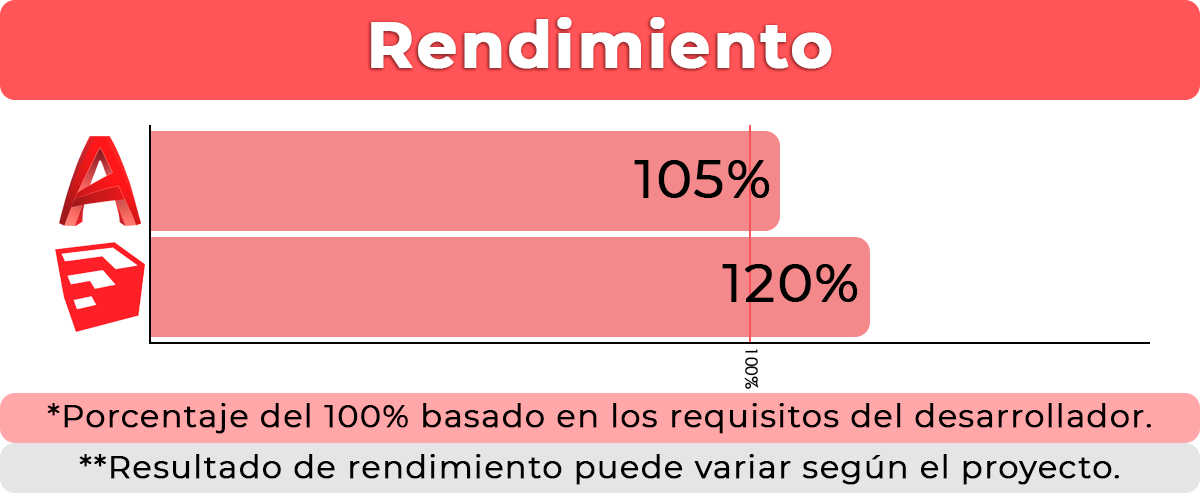 Rendimiento
105%
120%
100%
*Porcentaje del 100% basado en los requisitos del desarrollador.
**Resultado de rendimiento puede variar según el proyecto.